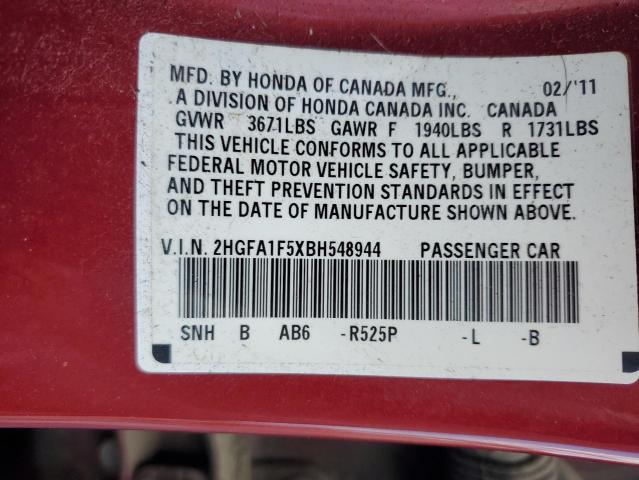 MFD. BY HONDA OF CANADA MFG., 02/'11
A DIVISION OF HONDA CANADA INC. CANADA
GVWR 3671LBS GAWR F 1940LBS R 1731LBS
THIS VEHICLE CONFORMS TO ALL APPLICABLE
FEDERAL MOTOR VEHICLE SAFETY, BUMPER,
AND THEFT PREVENTION STANDARDS IN EFFECT
ON THE DATE OF MANUFACTURE SHOWN ABOVE.
V.I.N. 2HGFA1F5XBH548944 PASSENGER CAR
SNH B AB6 -R525P -L -B